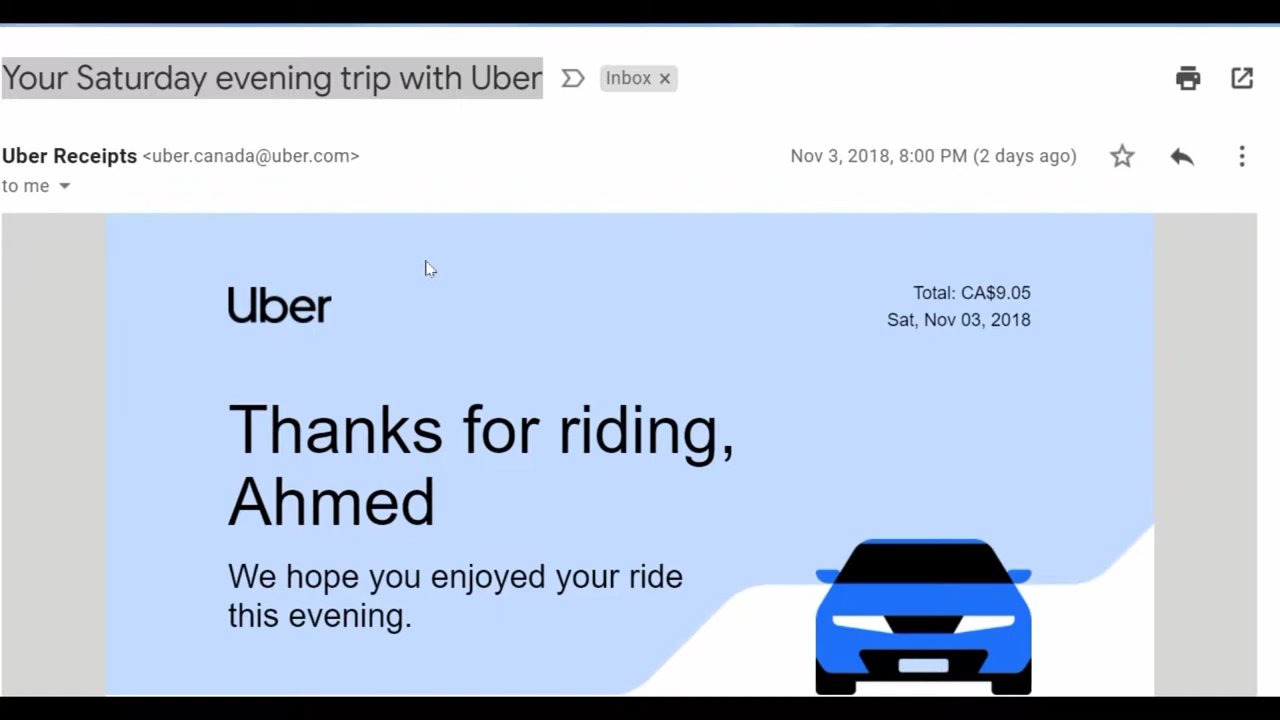 Your Saturday evening trip with Uber
Inbox ×
Uber Receipts <uber.canada@uber.com>
Nov 3, 2018, 8:00 PM (2 days ago)
to me
Uber
Total: CA$9.05
Sat, Nov 03, 2018
Thanks for riding,
Ahmed
We hope you enjoyed your ride
this evening.